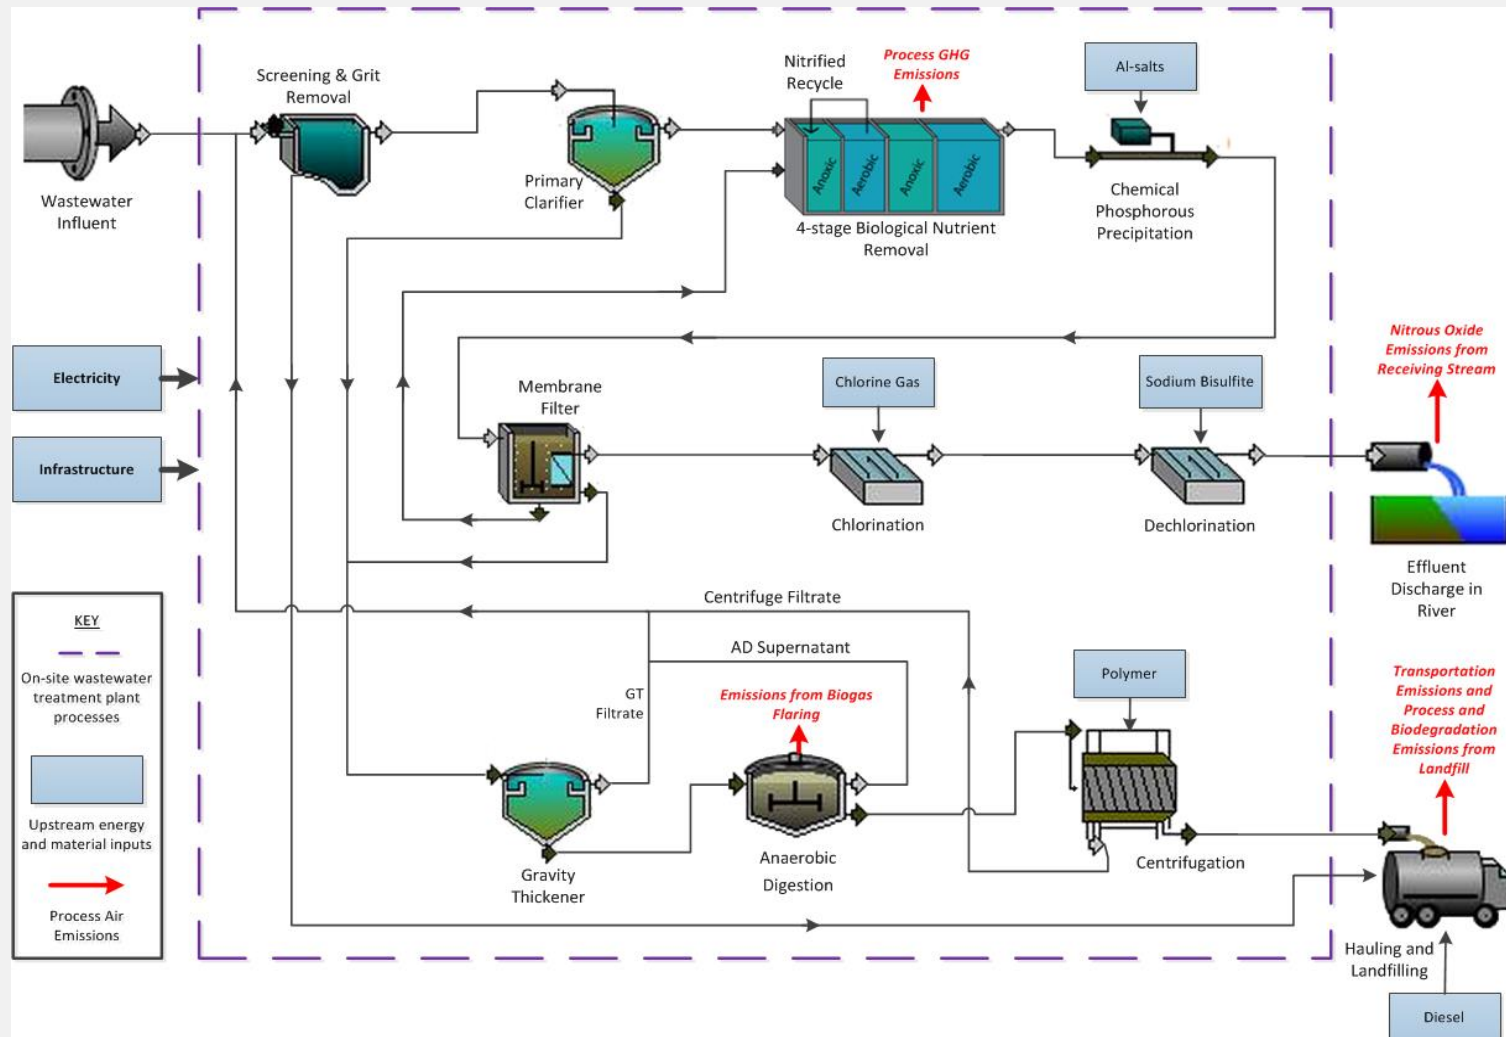 Wastewater
Influent
Screening & Grit
Removal
Primary
Clarifier
Nitrified
Recycle
Process GHG
Emissions
Anoxic
Aerobic
Anoxic
Aerobic
4-stage Biological Nutrient
Removal
Al-salts
Chemical
Phosphorous
Precipitation
Electricity
Infrastructure
Membrane
Filter
Chlorine Gas
Chlorination
Sodium Bisulfite
Dechlorination
Nitrous Oxide
Emissions from
Receiving Stream
Effluent
Discharge in
River
KEY
On-site wastewater
treatment plant
processes
Upstream energy
and material inputs
Process Air
Emissions
Centrifuge Filtrate
AD Supernatant
GT
Filtrate
Emissions from Biogas
Flaring
Gravity
Thickener
Anaerobic
Digestion
Polymer
Centrifugation
Transportation
Emissions and
Process and
Biodegradation
Emissions from
Landfill
Hauling and
Landfilling
Diesel